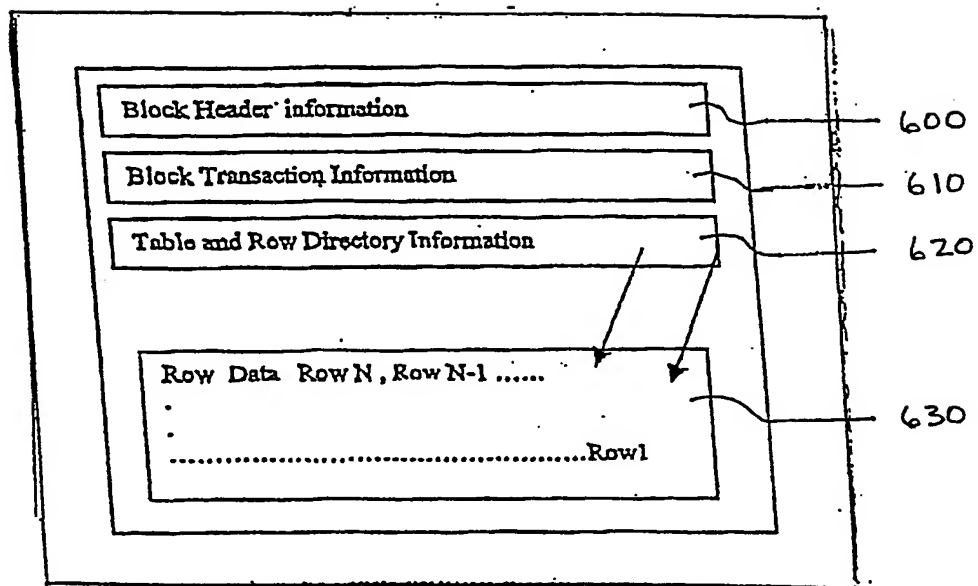 Block Header information
600
Block Transaction Information
610
Table and Row Directory Information
620
Row Data Row N , Row N-1 ......
.
.
..................................................Row1
630